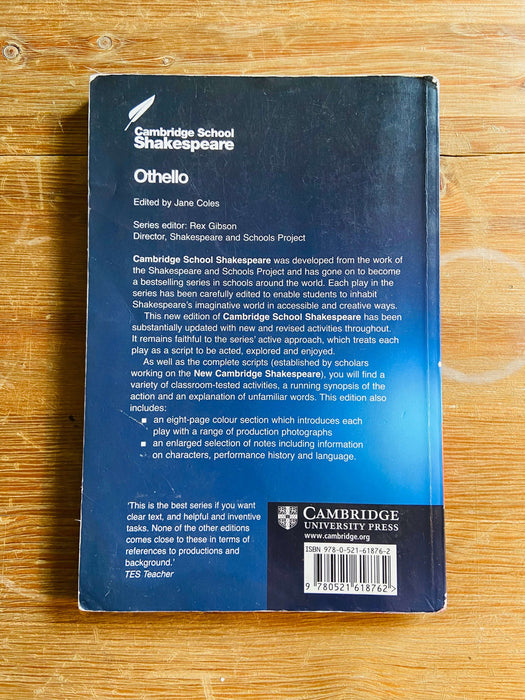 Cambridge School
Shakespeare
Othello
Edited by Jane Coles
Series editor: Rex Gibson
Director, Shakespeare and Schools Project
Cambridge School Shakespeare was developed from the work of
the Shakespeare and Schools Project and has gone on to become
a bestselling series in schools around the world. Each play in the
series has been carefully edited to enable students to inhabit
Shakespeare's imaginative world in accessible and creative ways.
This new edition of Cambridge School Shakespeare has been
substantially updated with new and revised activities throughout.
It remains faithful to the series' active approach, which treats each
play as a script to be acted, explored and enjoyed.
As well as the complete scripts (established by scholars
working on the New Cambridge Shakespeare), you will find a
variety of classroom-tested activities, a running synopsis of the
action and an explanation of unfamiliar words. This edition also
includes:
■ an eight-page colour section which introduces each
play with a range of production photographs
■ an enlarged selection of notes including information
on characters, performance history and language.
'This is the best series if you want
clear text, and helpful and inventive
tasks. None of the other editions
comes close to these in terms of
references to productions and
background.'
TES Teacher
CAMBRIDGE
UNIVERSITY PRESS
www.cambridge.org
ISBN 978-0-521-61876-2
9 780521 618762 >